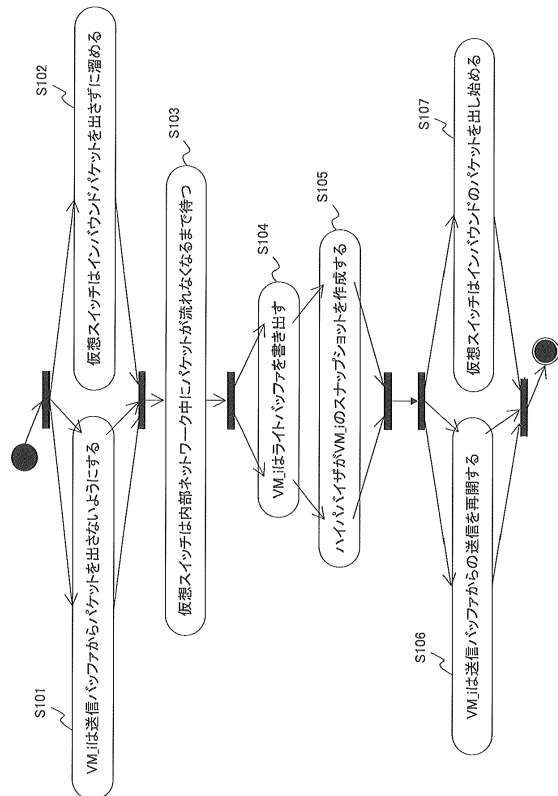 S101
VM_iは送信バッファからパケットを出さないようにする
S102
仮想スイッチはインバウンドパケットを出さずに溜める
S103
仮想スイッチは内部ネットワーク中にパケットが流れなくなるまで待つ
S104
VM_iはライトバッファを書き出す
S105
ハイパバイザがVM_iのスナップショットを作成する
S106
VM_iは送信バッファからの送信を再開する
S107
仮想スイッチはインバウンドのパケットを出し始める